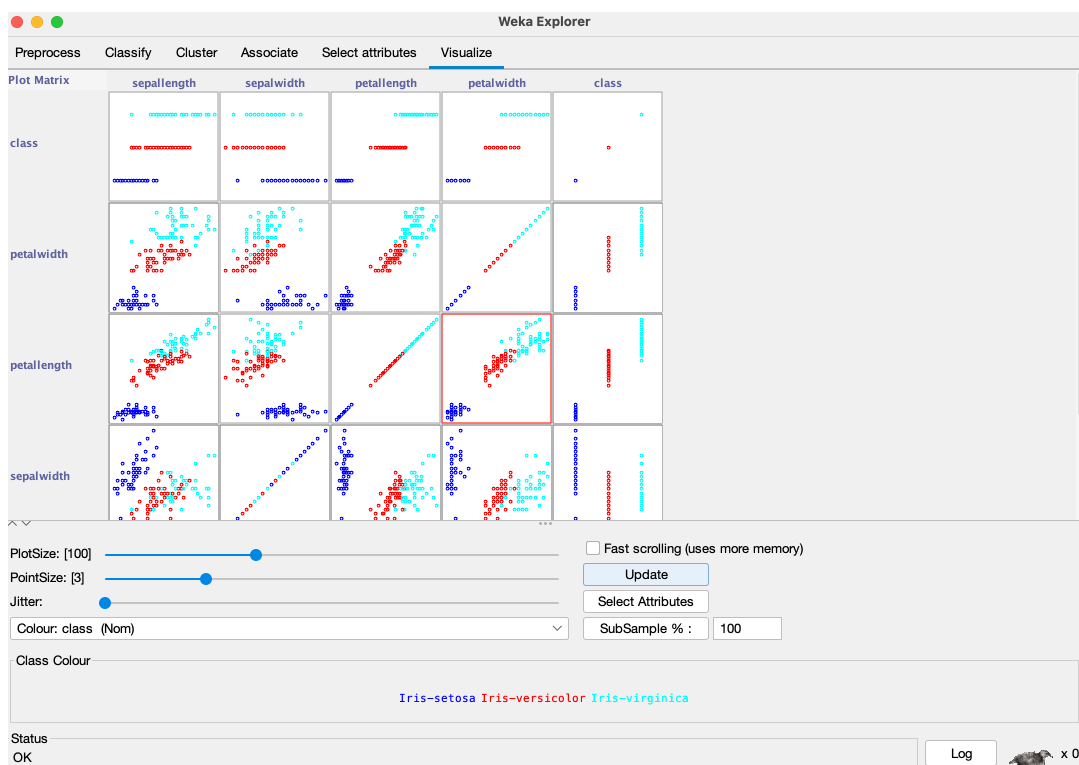 Weka Explorer
Preprocess Classify Cluster Associate Select attributes Visualize
Plot Matrix sepallength sepalwidth petallength petalwidth class
class
petalwidth
petallength
sepalwidth
PlotSize: [100]
Fast scrolling (uses more memory)
PointSize: [3]
Update
Jitter:
Select Attributes
Colour: class (Nom)
SubSample % : 100
Class Colour
Iris-setosa Iris-versicolor Iris-virginica
Status
OK
Log
x 0